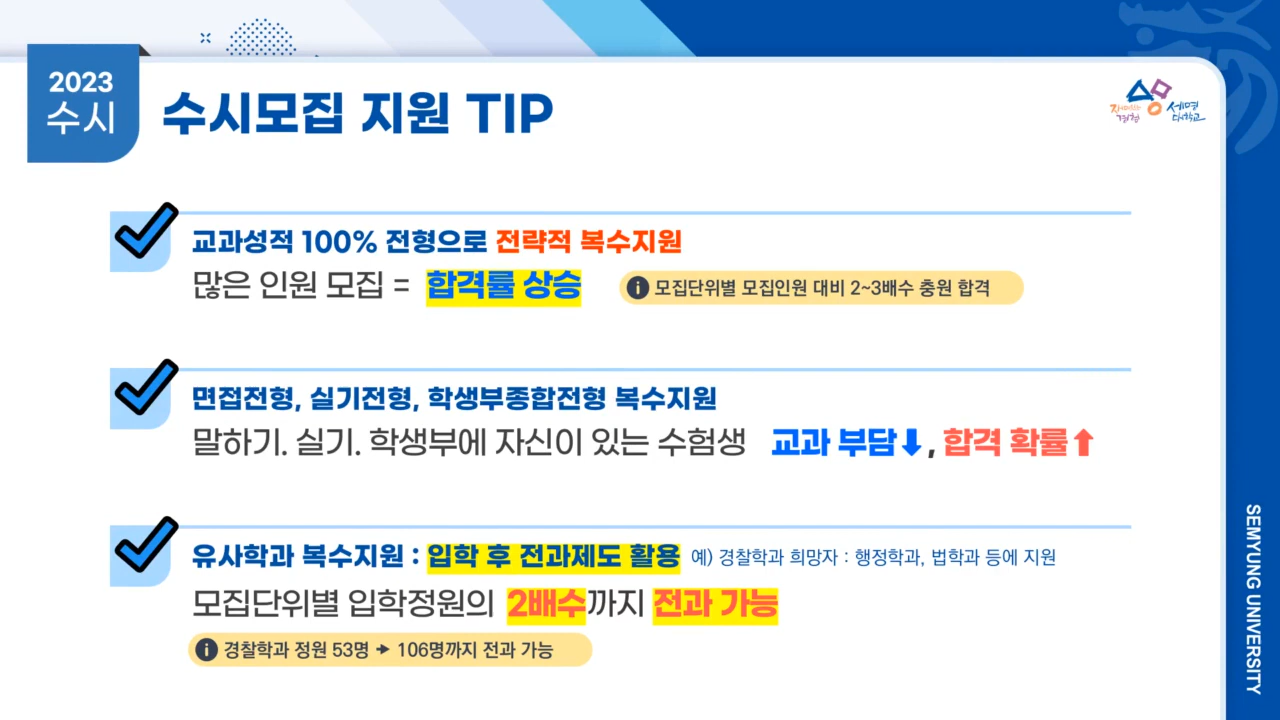 2023
수시
수시모집 지원 TIP
재미있는
경험
세명
대학교
교과성적 100% 전형으로 전략적 복수지원
많은 인원 모집 = 합격률 상승
모집단위별 모집인원 대비 2~3배수 충원 합격
면접전형, 실기전형, 학생부종합전형 복수지원
말하기. 실기. 학생부에 자신이 있는 수험생 교과 부담⬇, 합격 확률⬆
유사학과 복수지원 : 입학 후 전과제도 활용 예) 경찰학과 희망자 : 행정학과, 법학과 등에 지원
모집단위별 입학정원의 2배수까지 전과 가능
경찰학과 정원 53명 → 106명까지 전과 가능
SEMYUNG UNIVERSITY